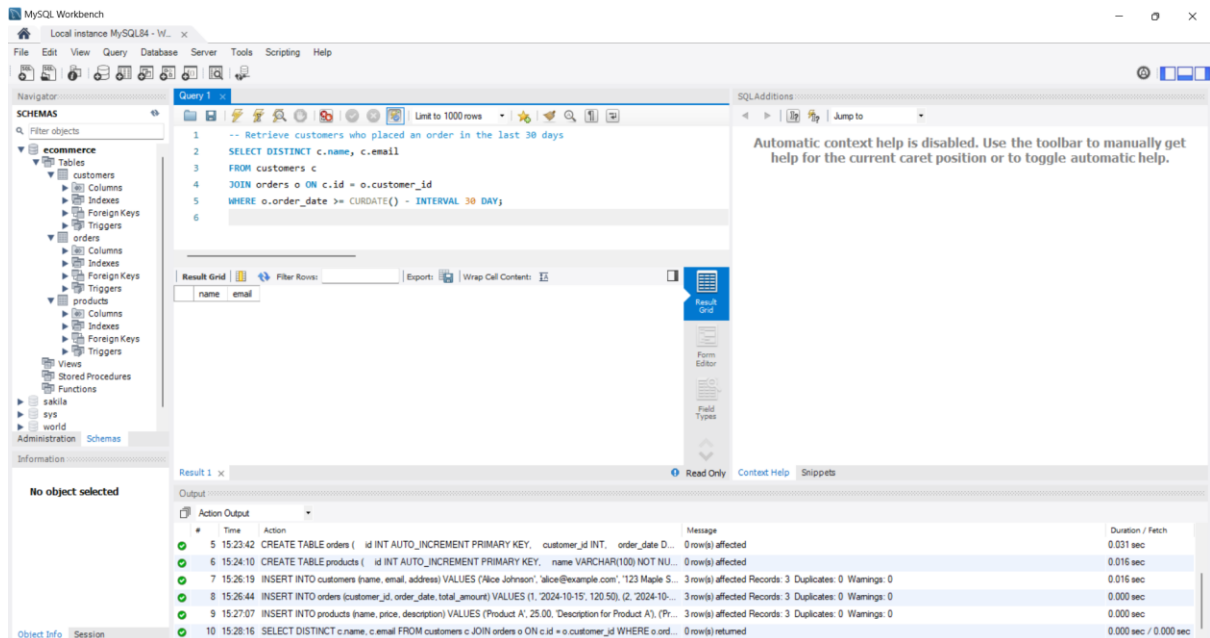 MySQL Workbench
Local instance MySQL84 - W... ×
File Edit View Query Database Server Tools Scripting Help
Navigator
SCHEMAS
Filter objects
ecommerce
Tables
customers
Columns
Indexes
Foreign Keys
Triggers
orders
Columns
Indexes
Foreign Keys
Triggers
products
Columns
Indexes
Foreign Keys
Triggers
Views
Stored Procedures
Functions
sakila
sys
world
Administration Schemas
Information
No object selected
Object Info Session
Query 1 ×
Limit to 1000 rows
1 -- Retrieve customers who placed an order in the last 30 days
2 SELECT DISTINCT c.name, c.email
3 FROM customers c
4 JOIN orders o ON c.id = o.customer_id
5 WHERE o.order_date >= CURDATE() - INTERVAL 30 DAY;
6
Result Grid Filter Rows: Export: Wrap Cell Content:
name email
Result
Grid
Form
Editor
Field
Types
Result 1 × Read Only
SQLAdditions
Jump to
Automatic context help is disabled. Use the toolbar to manually get
help for the current caret position or to toggle automatic help.
Context Help Snippets
Output
Action Output
# Time Action Message Duration / Fetch
5 15:23:42 CREATE TABLE orders ( id INT AUTO_INCREMENT PRIMARY KEY, customer_id INT, order_date D... 0 row(s) affected 0.031 sec
6 15:24:10 CREATE TABLE products ( id INT AUTO_INCREMENT PRIMARY KEY, name VARCHAR(100) NOT NU... 0 row(s) affected 0.016 sec
7 15:26:19 INSERT INTO customers (name, email, address) VALUES ('Alice Johnson', 'alice@example.com', '123 Maple S... 3 row(s) affected Records: 3 Duplicates: 0 Warnings: 0 0.016 sec
8 15:26:44 INSERT INTO orders (customer_id, order_date, total_amount) VALUES (1, '2024-10-15', 120.50), (2, '2024-10-... 3 row(s) affected Records: 3 Duplicates: 0 Warnings: 0 0.000 sec
9 15:27:07 INSERT INTO products (name, price, description) VALUES ('Product A', 25.00, 'Description for Product A'), ('Pr... 3 row(s) affected Records: 3 Duplicates: 0 Warnings: 0 0.000 sec
10 15:28:16 SELECT DISTINCT c.name, c.email FROM customers c JOIN orders o ON c.id = o.customer_id WHERE o.ord... 0 row(s) returned 0.000 sec / 0.000 sec